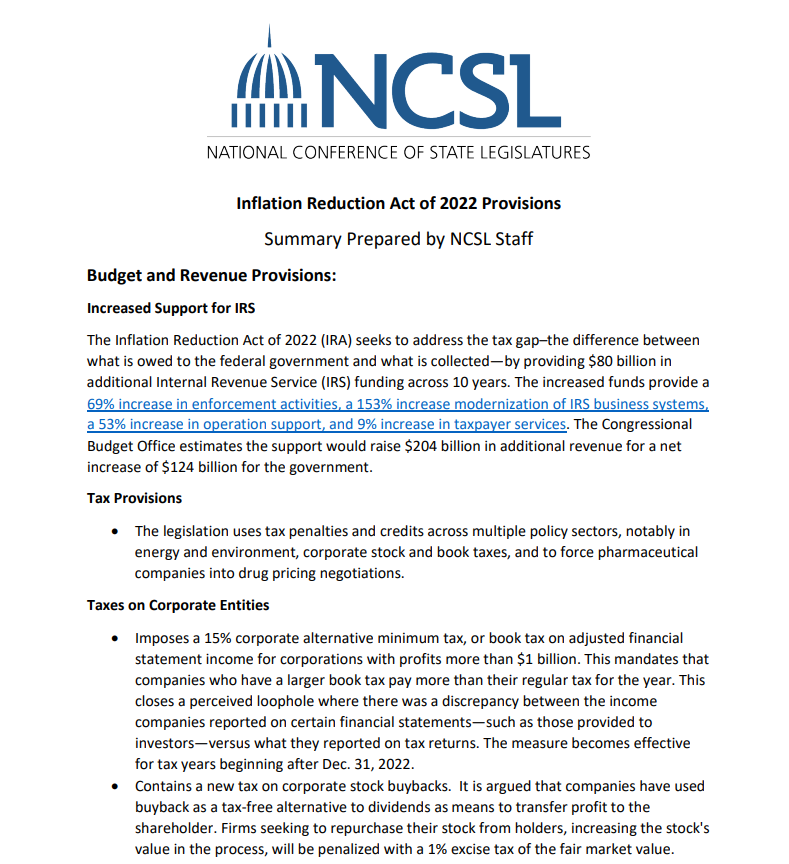 NCSL
NATIONAL CONFERENCE OF STATE LEGISLATURES
Inflation Reduction Act of 2022 Provisions
Summary Prepared by NCSL Staff
Budget and Revenue Provisions:
Increased Support for IRS
The Inflation Reduction Act of 2022 (IRA) seeks to address the tax gap–the difference between
what is owed to the federal government and what is collected—by providing $80 billion in
additional Internal Revenue Service (IRS) funding across 10 years. The increased funds provide a
69% increase in enforcement activities, a 153% increase modernization of IRS business systems,
a 53% increase in operation support, and 9% increase in taxpayer services. The Congressional
Budget Office estimates the support would raise $204 billion in additional revenue for a net
increase of $124 billion for the government.
Tax Provisions
• The legislation uses tax penalties and credits across multiple policy sectors, notably in
energy and environment, corporate stock and book taxes, and to force pharmaceutical
companies into drug pricing negotiations.
Taxes on Corporate Entities
• Imposes a 15% corporate alternative minimum tax, or book tax on adjusted financial
statement income for corporations with profits more than $1 billion. This mandates that
companies who have a larger book tax pay more than their regular tax for the year. This
closes a perceived loophole where there was a discrepancy between the income
companies reported on certain financial statements—such as those provided to
investors—versus what they reported on tax returns. The measure becomes effective
for tax years beginning after Dec. 31, 2022.
• Contains a new tax on corporate stock buybacks.  It is argued that companies have used
buyback as a tax-free alternative to dividends as means to transfer profit to the
shareholder. Firms seeking to repurchase their stock from holders, increasing the stock's
value in the process, will be penalized with a 1% excise tax of the fair market value.